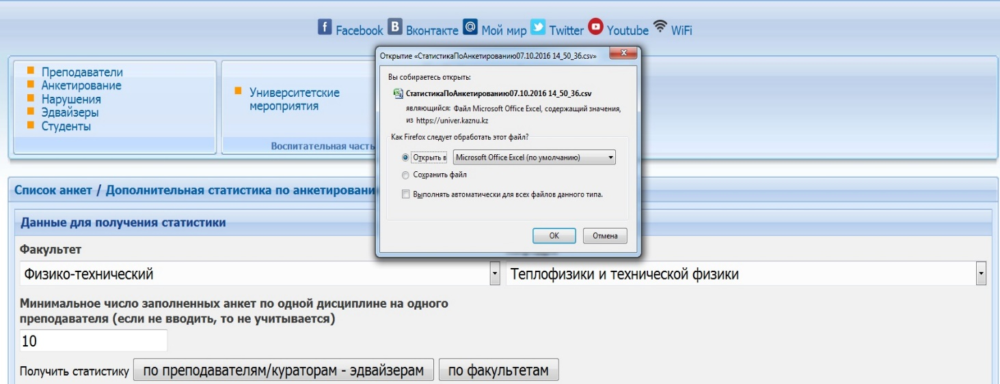 Facebook Вконтакте Мой мир Twitter Youtube WiFi
Преподаватели
Анкетирование
Нарушения
Эдвайзеры
Студенты
Университетские
мероприятия
Воспитательная часть
Открытие «СтатистикаПоАнкетированию07.10.2016 14_50_36.csv»
Вы собираетесь открыть:
СтатистикаПоАнкетированию07.10.2016 14_50_36.csv
являющийся: Файл Microsoft Office Excel, содержащий значения,
из https://univer.kaznu.kz
Как Firefox следует обработать этот файл?
Открыть в Microsoft Office Excel (по умолчанию)
Сохранить файл
Выполнять автоматически для всех файлов данного типа.
OK Отмена
Список анкет / Дополнительная статистика по анкетировани
Данные для получения статистики
Факультет
Физико-технический
Теплофизики и технической физики
Минимальное число заполненных анкет по одной дисциплине на одного
преподавателя (если не вводить, то не учитывается)
10
Получить статистику по преподавателям/кураторам - эдвайзерам по факультетам